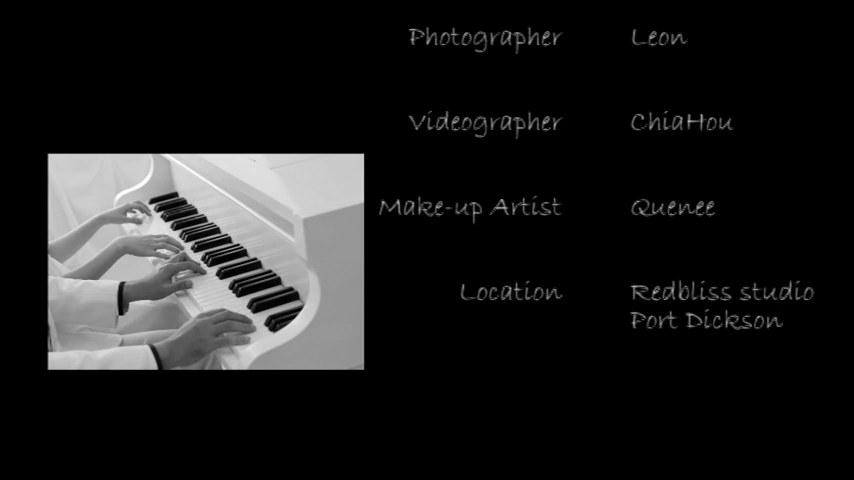 Photographer Leon
Videographer ChiaHou
Make-up Artist Quenee
Location Redbliss studio
Port Dickson